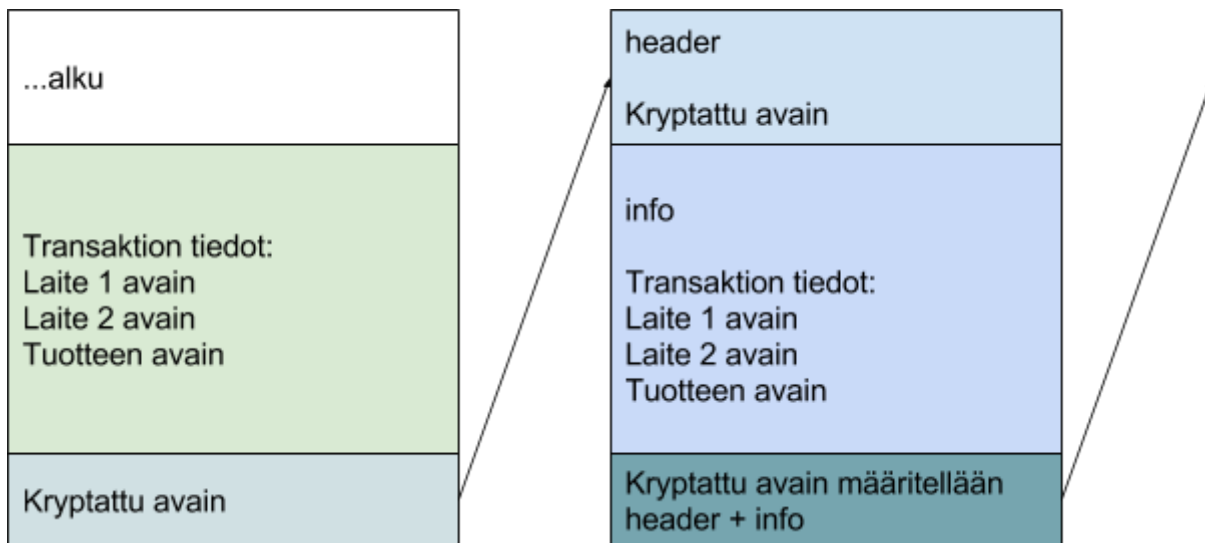 ...alku
Transaktion tiedot:
Laite 1 avain
Laite 2 avain
Tuotteen avain
Kryptattu avain
header
Kryptattu avain
info
Transaktion tiedot:
Laite 1 avain
Laite 2 avain
Tuotteen avain
Kryptattu avain määritellään
header + info